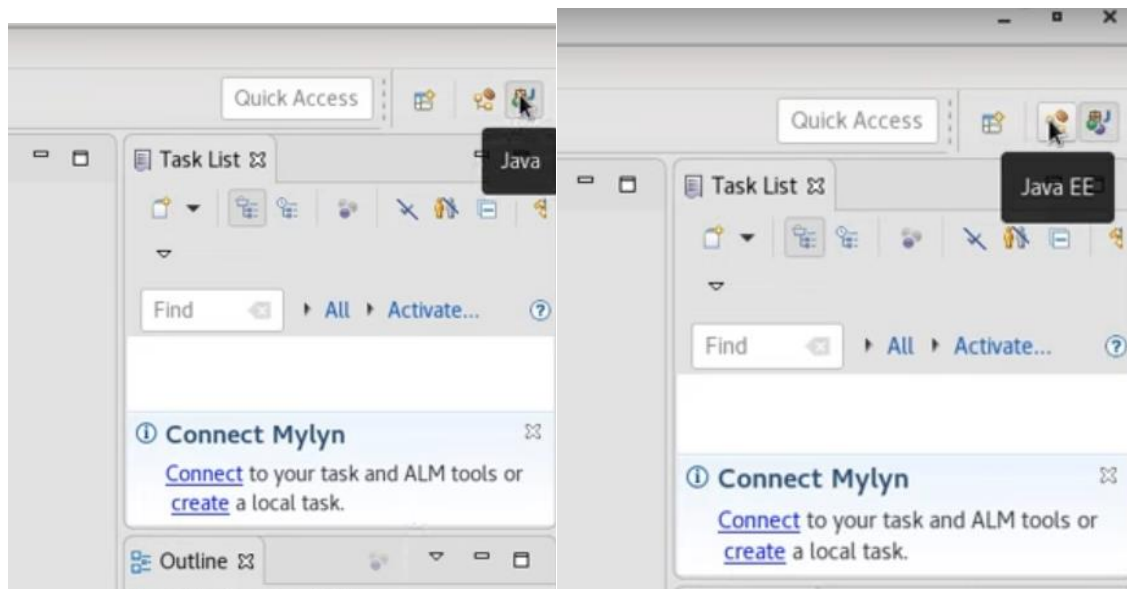 Quick Access
Java
Task List
Find
All
Activate...
Connect Mylyn
Connect to your task and ALM tools or
create a local task.
Outline
Quick Access
Java EE
Task List
Find
All
Activate...
Connect Mylyn
Connect to your task and ALM tools or
create a local task.